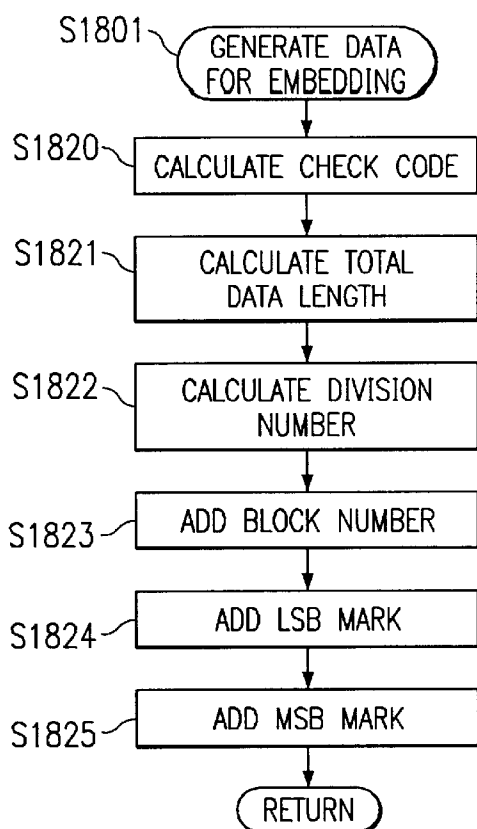 S1801
GENERATE DATA
FOR EMBEDDING
S1820
CALCULATE CHECK CODE
S1821
CALCULATE TOTAL
DATA LENGTH
S1822
CALCULATE DIVISION
NUMBER
S1823
ADD BLOCK NUMBER
S1824
ADD LSB MARK
S1825
ADD MSB MARK
RETURN